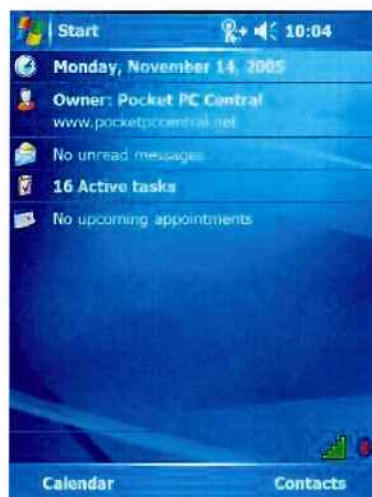 Start 10:04
Monday, November 14, 2005
Owner: Pocket PC Central
www.pocketpccentral.net
No unread messages
16 Active tasks
No upcoming appointments
Calendar Contacts